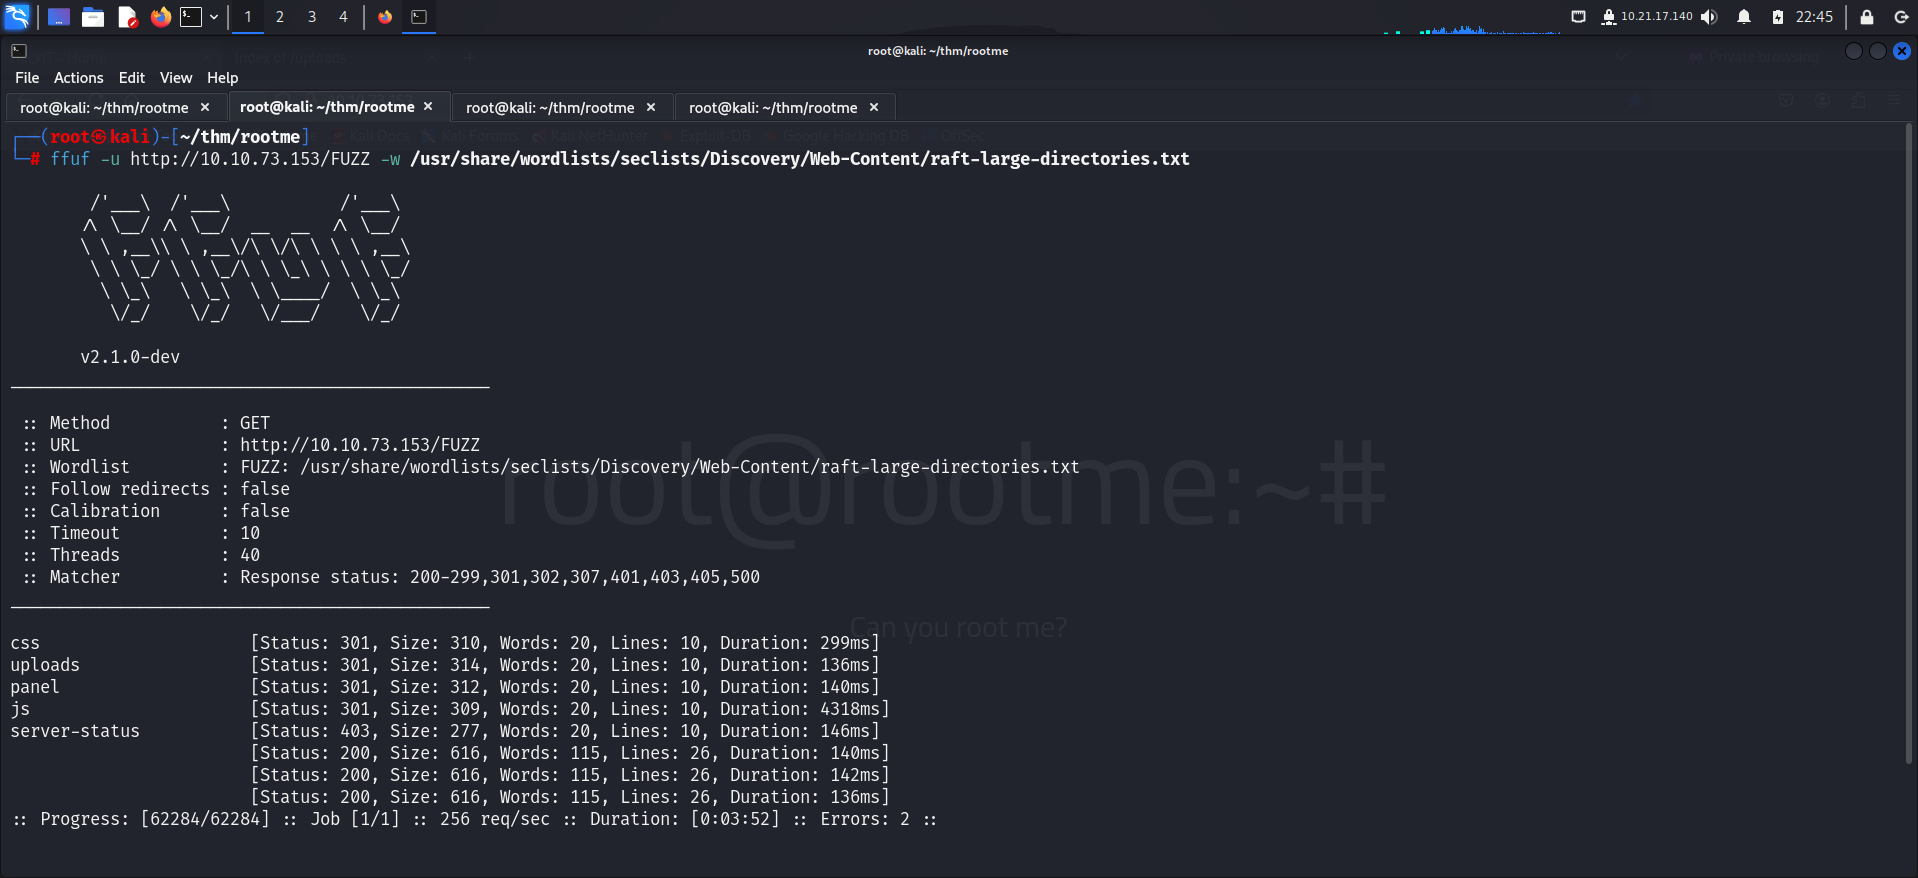 1 2 3 4 10.21.17.140 22:45
root@kali: ~/thm/rootme
File Actions Edit View Help
root@kali: ~/thm/rootme × root@kali: ~/thm/rootme × root@kali: ~/thm/rootme × root@kali: ~/thm/rootme ×
┌──(root㉿kali)-[~/thm/rootme]
└─# ffuf -u http://10.10.73.153/FUZZ -w /usr/share/wordlists/seclists/Discovery/Web-Content/raft-large-directories.txt
v2.1.0-dev
:: Method : GET
:: URL : http://10.10.73.153/FUZZ
:: Wordlist : FUZZ: /usr/share/wordlists/seclists/Discovery/Web-Content/raft-large-directories.txt
:: Follow redirects : false
:: Calibration : false
:: Timeout : 10
:: Threads : 40
:: Matcher : Response status: 200-299,301,302,307,401,403,405,500
root@rootme:~#
Can you root me?
css [Status: 301, Size: 310, Words: 20, Lines: 10, Duration: 299ms]
uploads [Status: 301, Size: 314, Words: 20, Lines: 10, Duration: 136ms]
panel [Status: 301, Size: 312, Words: 20, Lines: 10, Duration: 140ms]
js [Status: 301, Size: 309, Words: 20, Lines: 10, Duration: 4318ms]
server-status [Status: 403, Size: 277, Words: 20, Lines: 10, Duration: 146ms]
[Status: 200, Size: 616, Words: 115, Lines: 26, Duration: 140ms]
[Status: 200, Size: 616, Words: 115, Lines: 26, Duration: 142ms]
[Status: 200, Size: 616, Words: 115, Lines: 26, Duration: 136ms]
:: Progress: [62284/62284] :: Job [1/1] :: 256 req/sec :: Duration: [0:03:52] :: Errors: 2 ::